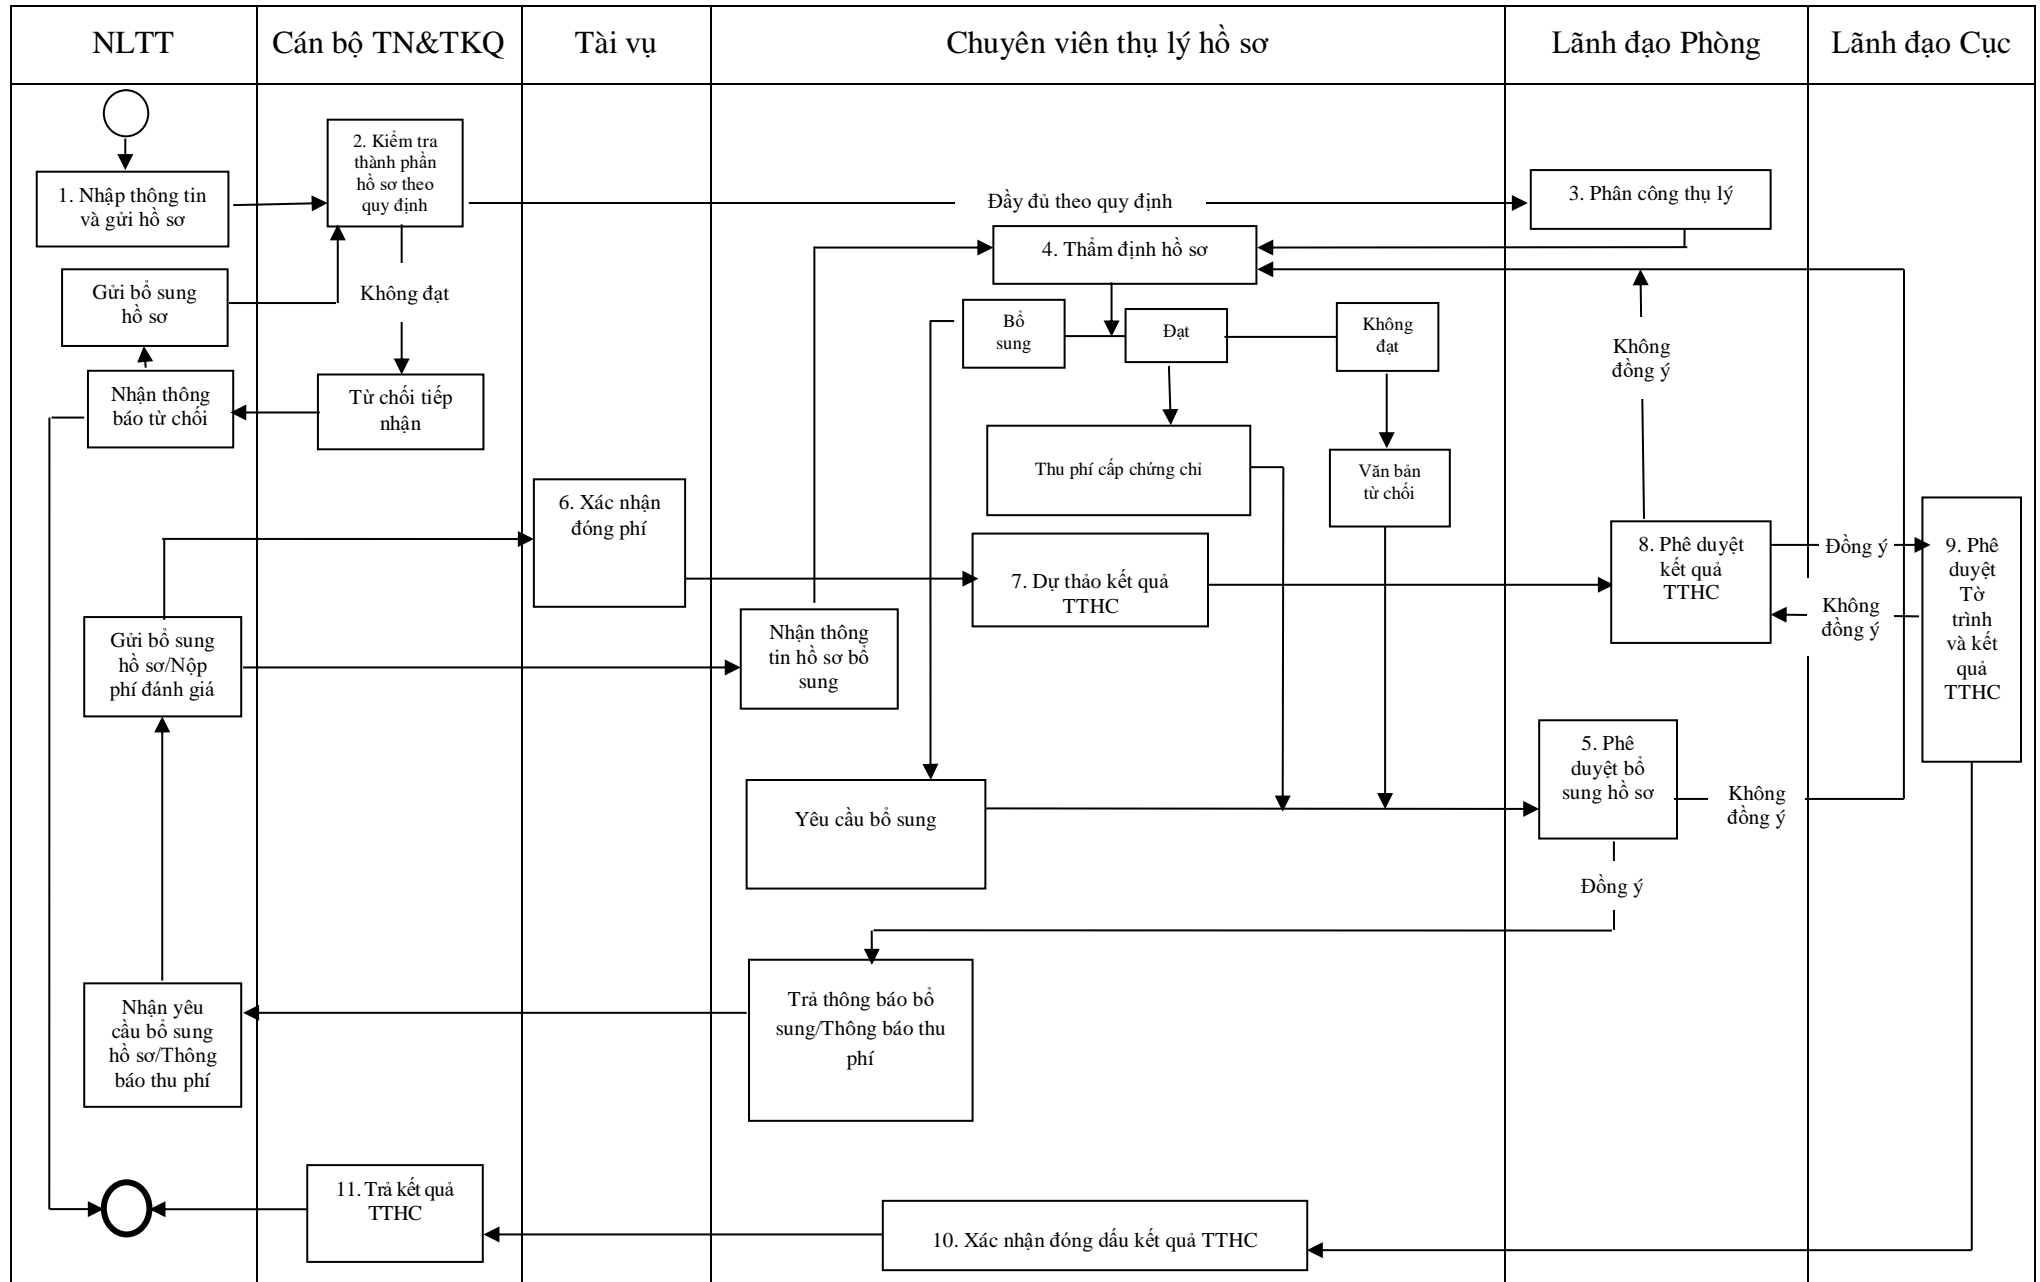 NLTT
Cán bộ TN&TKQ
Tài vụ
Chuyên viên thụ lý hồ sơ
Lãnh đạo Phòng
Lãnh đạo Cục
1. Nhập thông tin
và gửi hồ sơ
2. Kiểm tra
thành phần
hồ sơ theo
quy định
Đầy đủ theo quy định
3. Phân công thụ lý
4. Thẩm định hồ sơ
Gửi bổ sung
hồ sơ
Không đạt
Bổ
sung
Đạt
Không
đạt
Không
đồng ý
Nhận thông
báo từ chối
Từ chối tiếp
nhận
Thu phí cấp chứng chỉ
Văn bản
từ chối
6. Xác nhận
đóng phí
7. Dự thảo kết quả
TTHC
8. Phê duyệt
kết quả
TTHC
Đồng ý
Không
đồng ý
9. Phê
duyệt
Tờ
trình
và kết
quả
TTHC
Gửi bổ sung
hồ sơ/Nộp
phí đánh giá
Nhận thông
tin hồ sơ bổ
sung
5. Phê
duyệt bổ
sung hồ sơ
Không
đồng ý
Yêu cầu bổ sung
Đồng ý
Nhận yêu
cầu bổ sung
hồ sơ/Thông
báo thu phí
Trả thông báo bổ
sung/Thông báo thu
phí
11. Trả kết quả
TTHC
10. Xác nhận đóng dấu kết quả TTHC